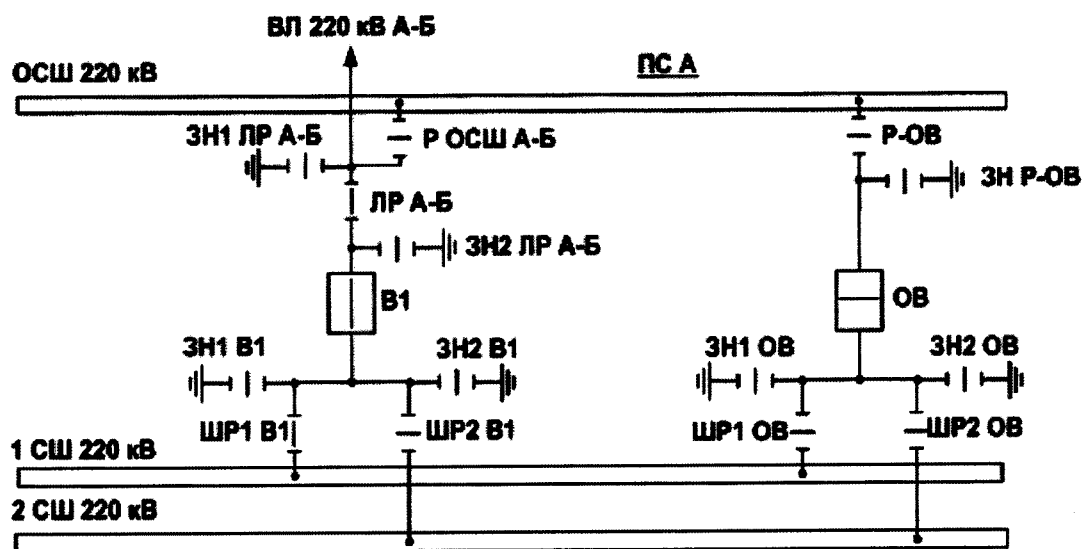 ВЛ 220 кВ А-Б
ОСШ 220 кВ
ПС А
ЗН1 ЛР А-Б
Р ОСШ А-Б
Р-ОВ
ЗН Р-ОВ
ЛР А-Б
ЗН2 ЛР А-Б
В1
ОВ
ЗН1 В1
ЗН2 В1
ЗН1 ОВ
ЗН2 ОВ
ШР1 В1
ШР2 В1
ШР1 ОВ
ШР2 ОВ
1 СШ 220 кВ
2 СШ 220 кВ